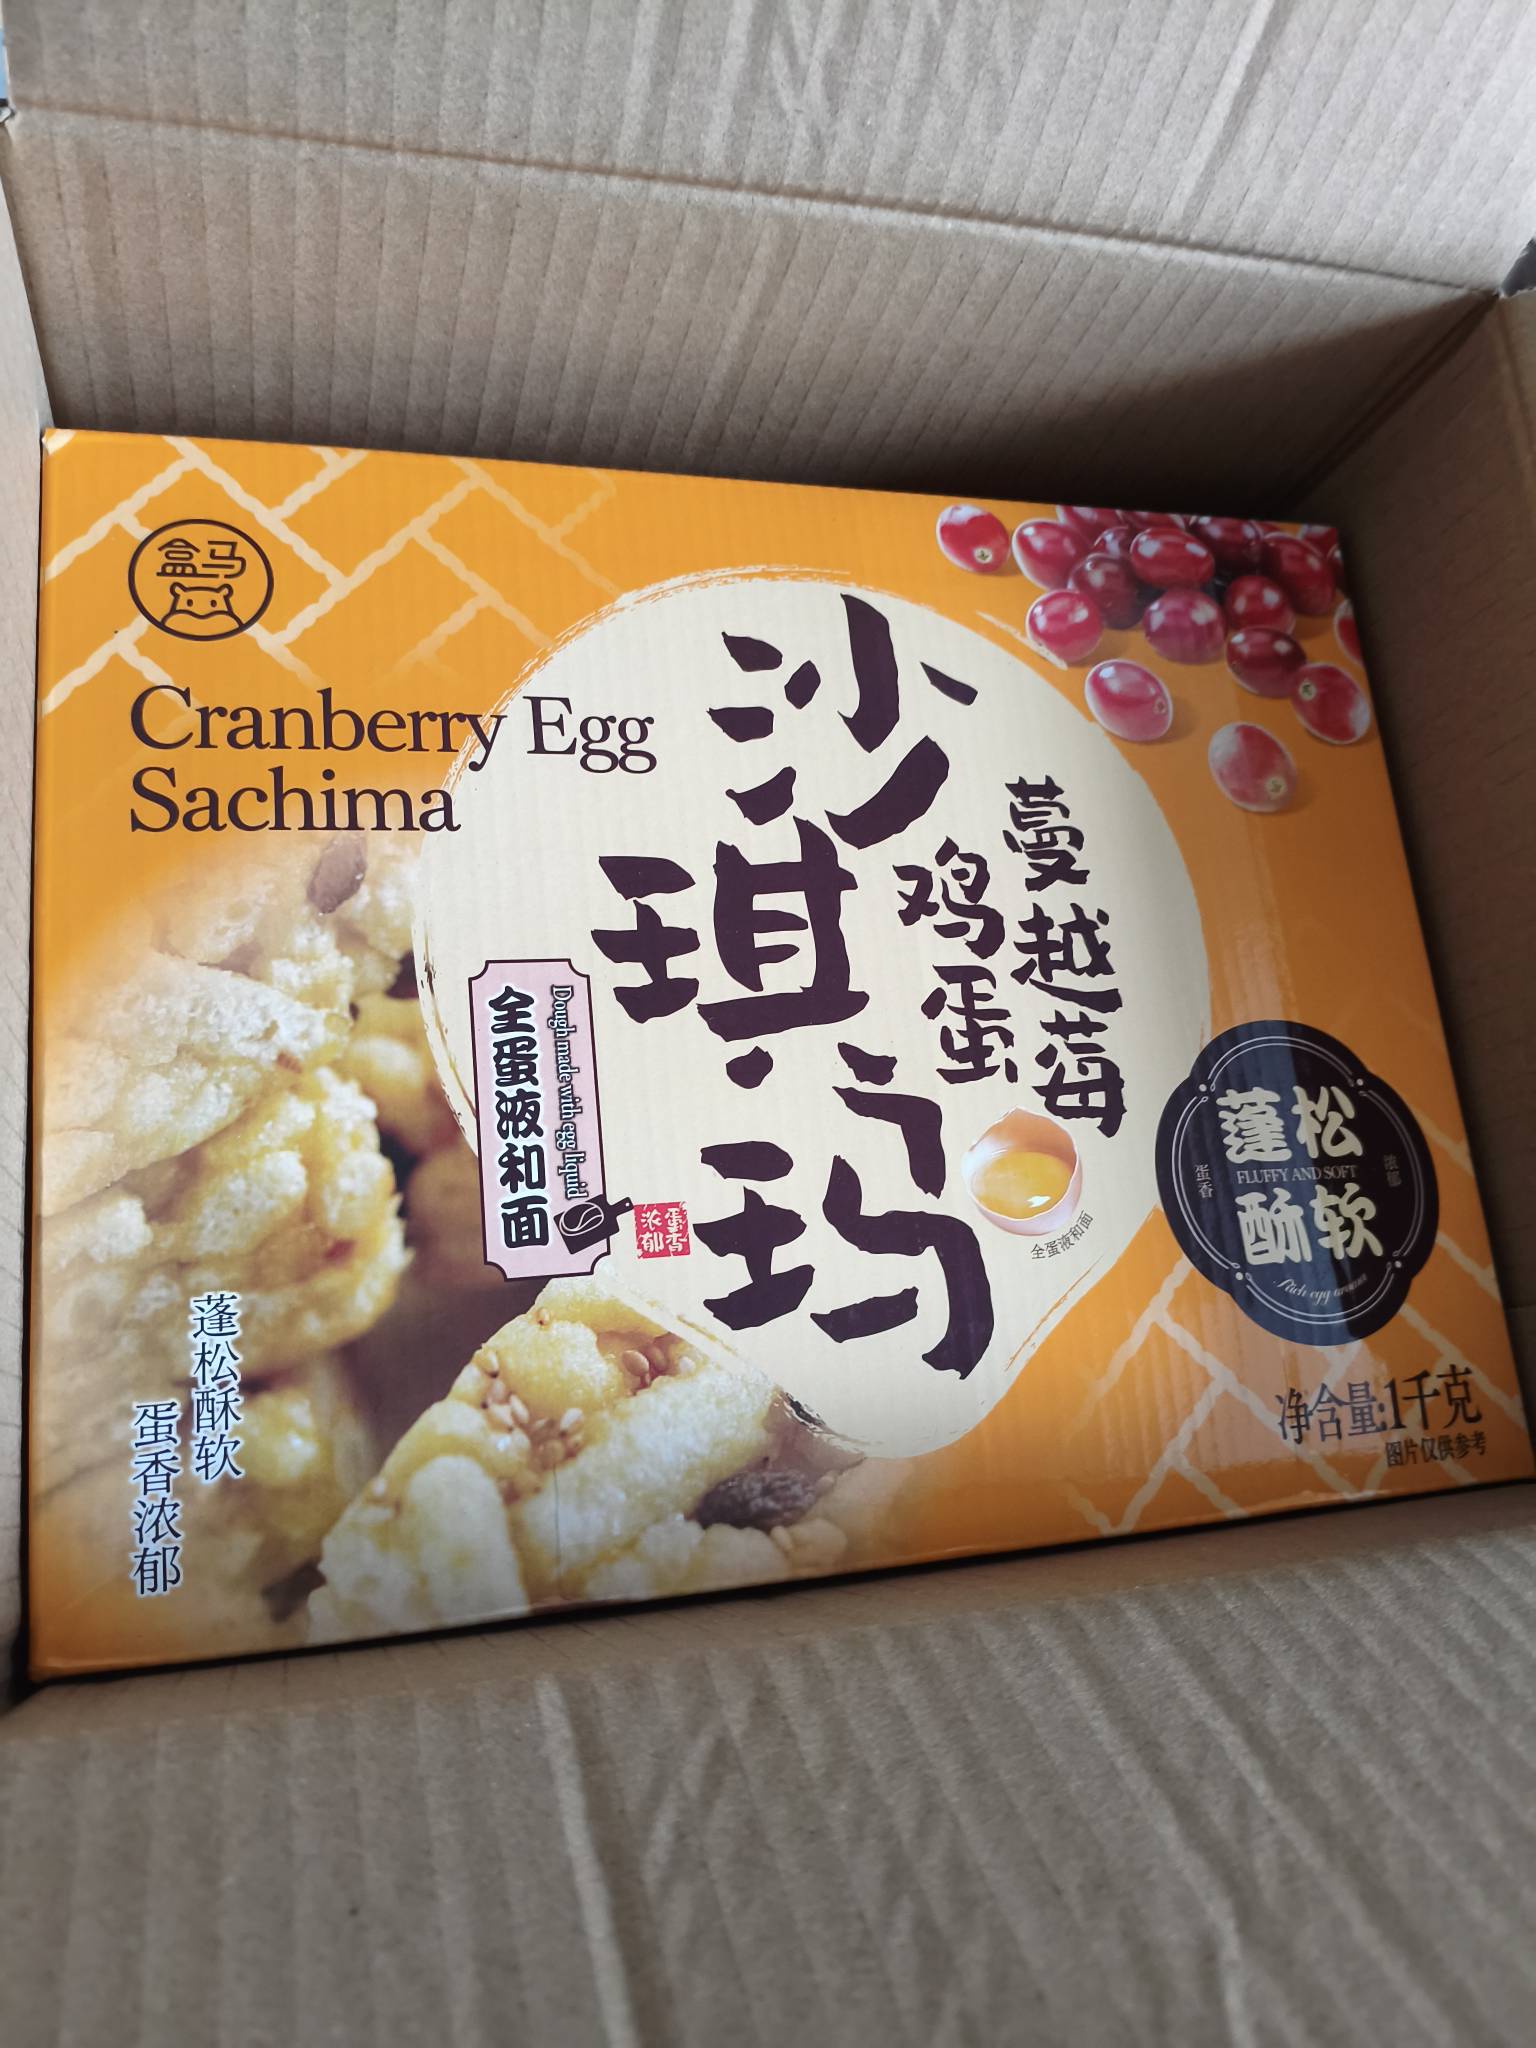 盒马
Cranberry Egg
Sachima
沙琪玛
蔓越莓
鸡蛋
Dough made with egg liquid
全蛋液和面
蛋香
浓郁
全蛋液和面
蓬松
FLUFFY AND SOFT
酥软
蛋香
浓郁
Rich egg aroma
蓬松酥软
蛋香浓郁
净含量:1千克
图片仅供参考